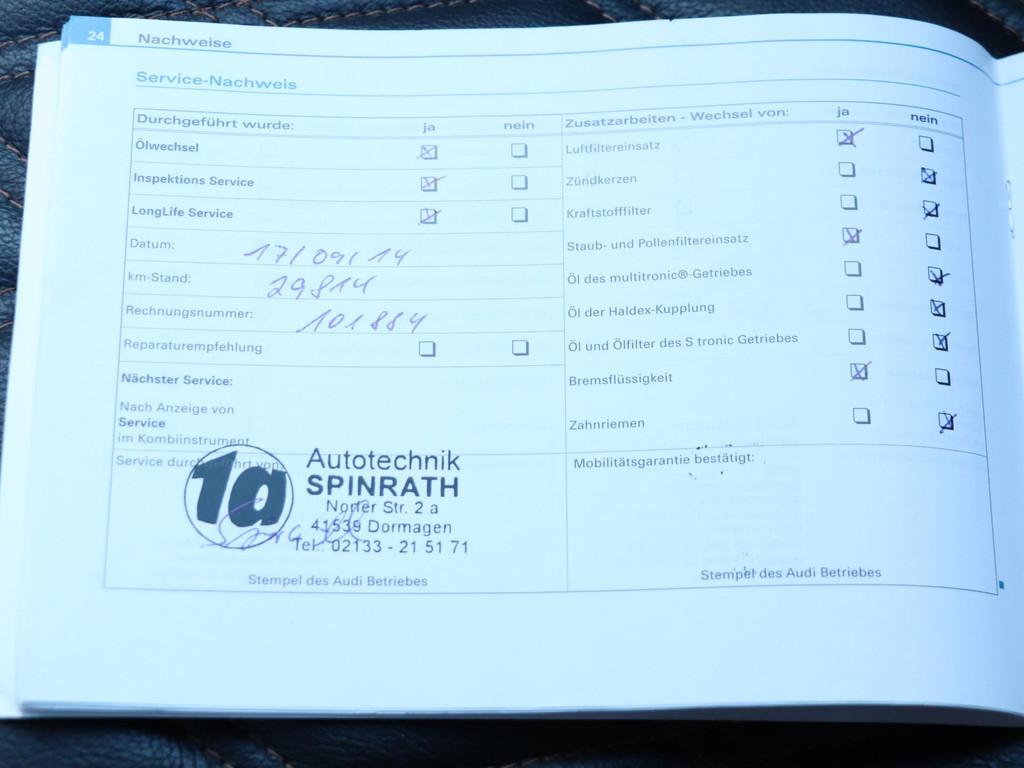 24 Nachweise
Service-Nachweis
Durchgeführt wurde: ja nein
Ölwechsel
Inspektions Service
LongLife Service
Datum: 17/09/14
km-Stand: 29814
Rechnungsnummer: 101884
Reparaturempfehlung
Nächster Service:
Nach Anzeige von
Service
im Kombiinstrument
Service durchgeführt von:
1a
Autotechnik
SPINRATH
Norfer Str. 2 a
41539 Dormagen
Tel.: 02133 - 21 51 71
Stempel des Audi Betriebes
Zusatzarbeiten - Wechsel von: ja nein
Luftfiltereinsatz
Zündkerzen
Kraftstofffilter
Staub- und Pollenfiltereinsatz
Öl des multitronic®-Getriebes
Öl der Haldex-Kupplung
Öl und Ölfilter des S tronic Getriebes
Bremsflüssigkeit
Zahnriemen
Mobilitätsgarantie bestätigt:
Stempel des Audi Betriebes